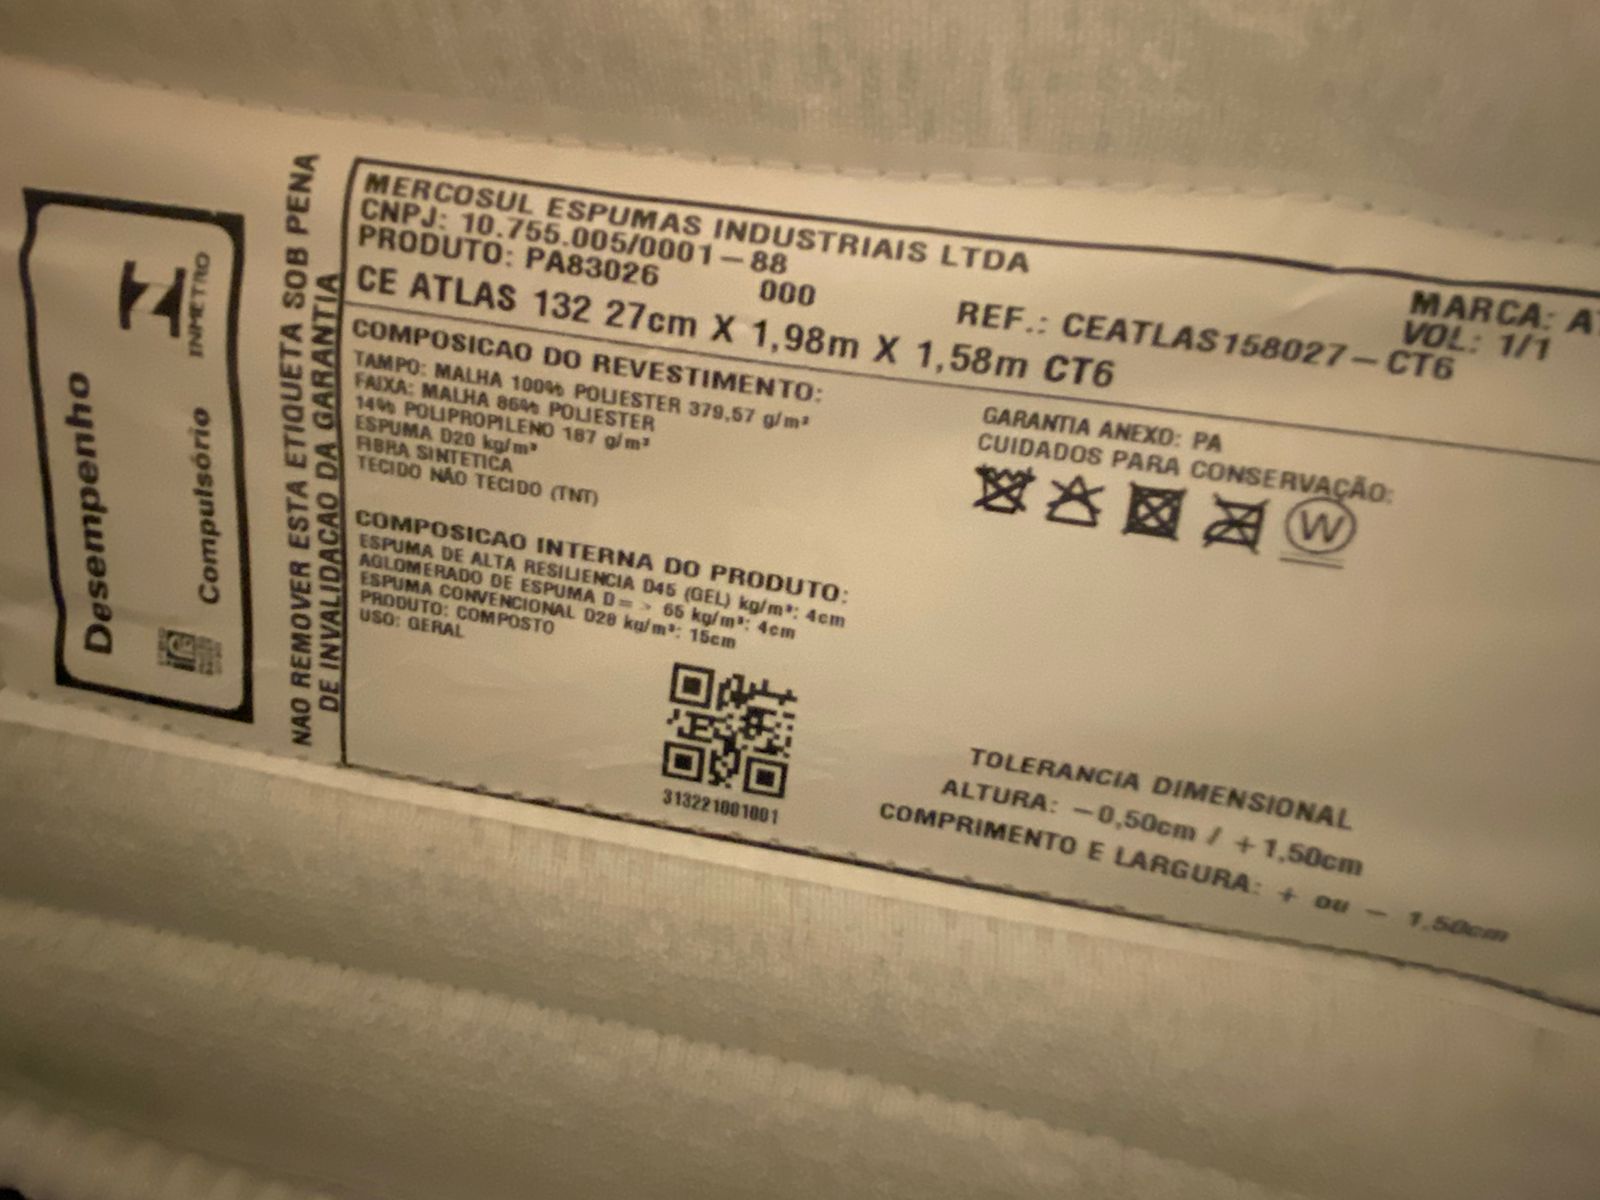 Desempenho
Compulsório
INMETRO
NAO REMOVER ESTA ETIQUETA SOB PENA
DE INVALIDACAO DA GARANTIA
MERCOSUL ESPUMAS INDUSTRIAIS LTDA
CNPJ: 10.755.005/0001-88
PRODUTO: PA83026 000
REF.: CEATLAS158027-CT6
MARCA:
VOL: 1/1
CE ATLAS 132 27cm X 1,98m X 1,58m CT6
COMPOSICAO DO REVESTIMENTO:
TAMPO: MALHA 100% POLIESTER 379,57 g/m²
FAIXA: MALHA 86% POLIESTER
14% POLIPROPILENO 187 g/m²
ESPUMA D20 kg/m³
FIBRA SINTETICA
TECIDO NÃO TECIDO (TNT)
COMPOSICAO INTERNA DO PRODUTO:
ESPUMA DE ALTA RESILIENCIA D45 (GEL) kg/m³: 4cm
AGLOMERADO DE ESPUMA D= > 65 kg/m³: 4cm
ESPUMA CONVENCIONAL D28 kg/m³: 15cm
PRODUTO: COMPOSTO
USO: GERAL
313221001001
GARANTIA ANEXO: PA
CUIDADOS PARA CONSERVAÇÃO:
W
TOLERANCIA DIMENSIONAL
ALTURA: -0,50cm / +1,50cm
COMPRIMENTO E LARGURA: + ou - 1,50cm